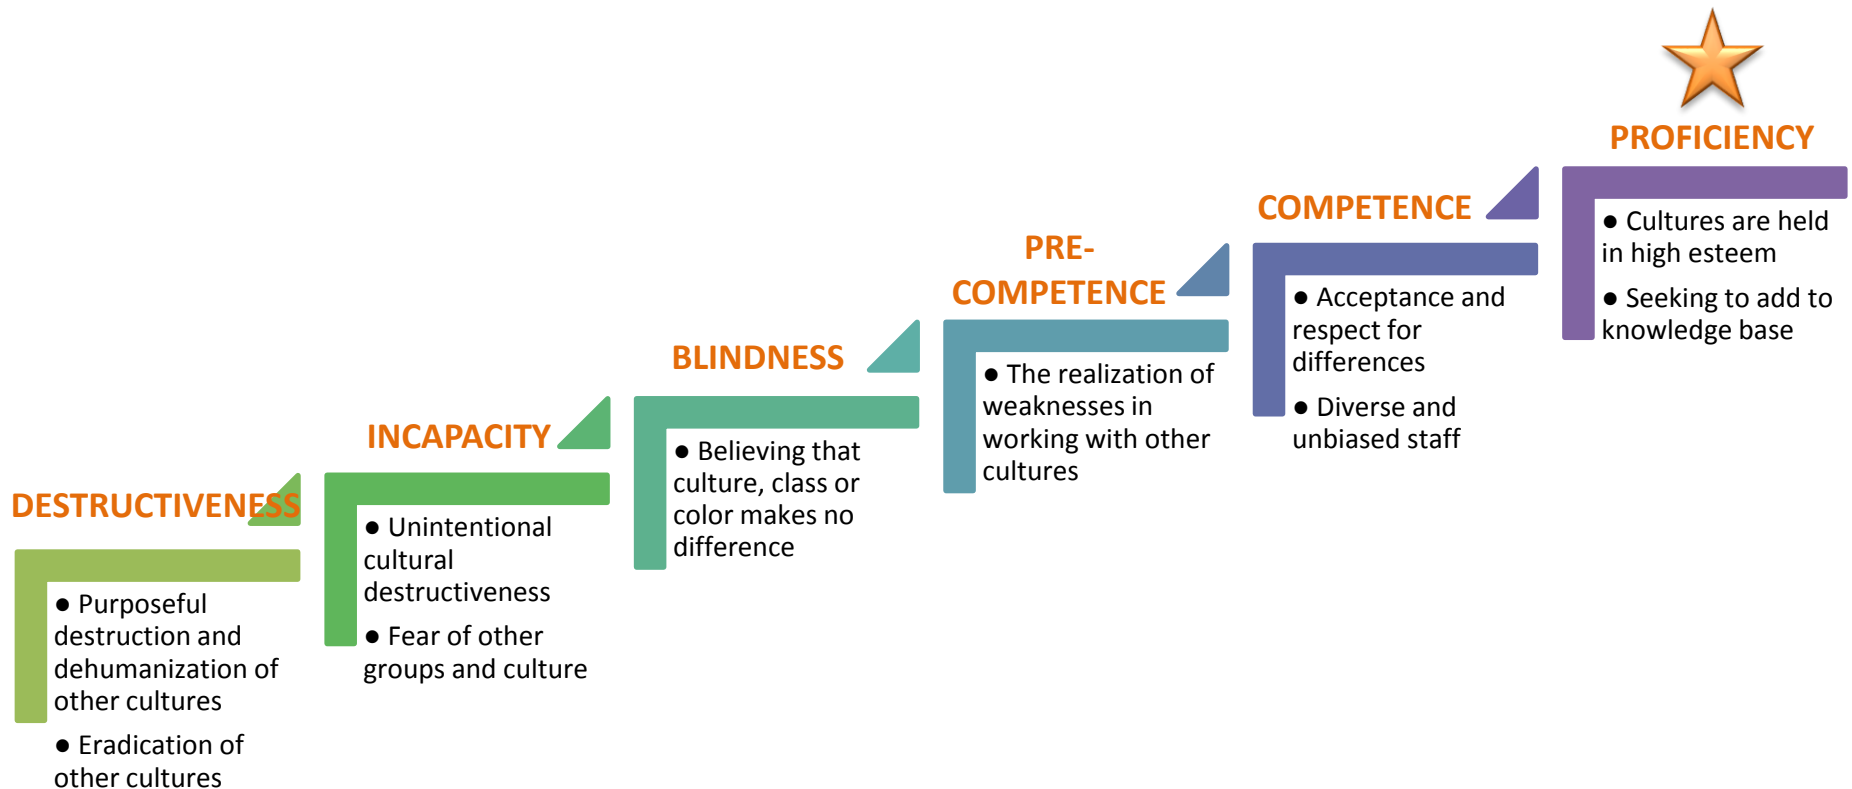 DESTRUCTIVENESS
● Purposeful
destruction and
dehumanization of
other cultures
● Eradication of
other cultures
INCAPACITY
● Unintentional
cultural
destructiveness
● Fear of other
groups and culture
BLINDNESS
● Believing that
culture, class or
color makes no
difference
PRE-
COMPETENCE
● The realization of
weaknesses in
working with other
cultures
COMPETENCE
● Acceptance and
respect for
differences
● Diverse and
unbiased staff
PROFICIENCY
● Cultures are held
in high esteem
● Seeking to add to
knowledge base